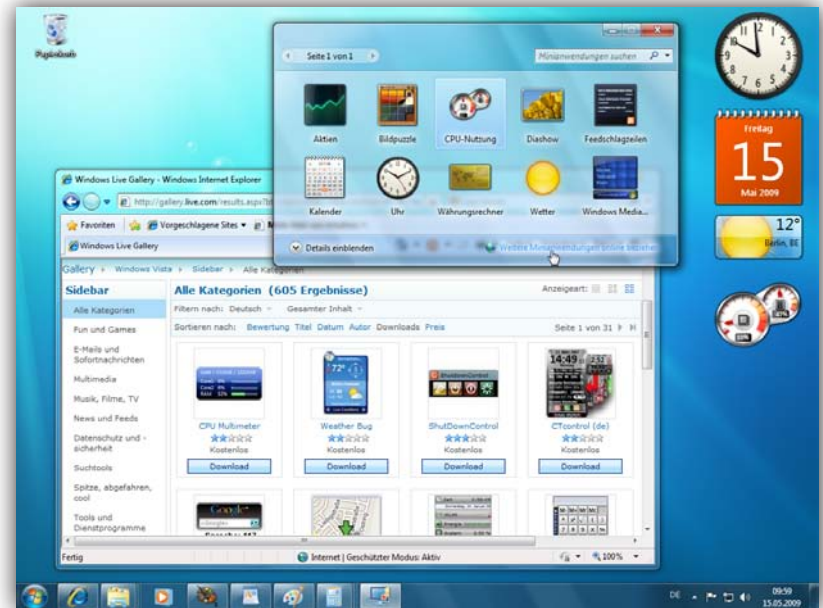 Papierkorb
Seite 1 von 1
Minianwendungen suchen
Aktien
Bildpuzzle
CPU-Nutzung
Diashow
Feedschlagzeilen
Kalender
Uhr
Währungsrechner
Wetter
Windows Media...
Details einblenden
Weitere Minianwendungen online beziehen
Freitag
15
Mai 2009
12°
Berlin, BE
Windows Live Gallery - Windows Internet Explorer
http://gallery.live.com/results.aspx?b
Favoriten
Vorgeschlagene Sites
Windows Live Gallery
Gallery
Windows Vista
Sidebar
Alle Kategorien
Sidebar
Alle Kategorien (605 Ergebnisse)
Anzeigeart:
Alle Kategorien
Filtern nach: Deutsch
Gesamter Inhalt
Fun und Games
Sortieren nach: Bewertung Titel Datum Autor Downloads Preis
Seite 1 von 31
E-Mails und
Sofortnachrichten
Multimedia
Musik, Filme, TV
News und Feeds
Datenschutz und -
sicherheit
Suchtools
Spitze, abgefahren,
cool
Tools und
Dienstprogramme
CPU Multimeter
Kostenlos
Download
72°
Weather Bug
Kostenlos
Download
ShutDownControl
ShutDownControl
Kostenlos
Download
14:49
CTcontrol (de)
Kostenlos
Download
Google
Fertig
Internet | Geschützter Modus: Aktiv
100%
DE
09:59
15.05.2009